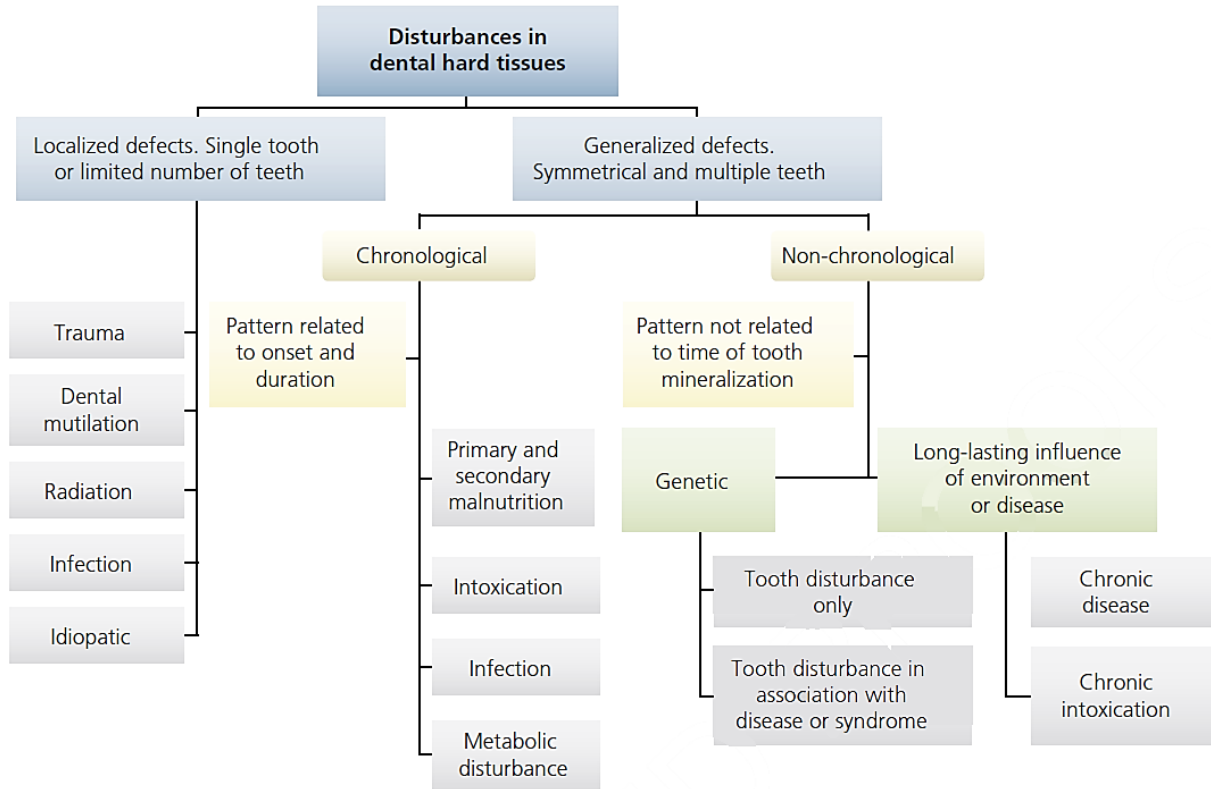 Disturbances in
dental hard tissues
Localized defects. Single tooth
or limited number of teeth
Generalized defects.
Symmetrical and multiple teeth
Chronological
Non-chronological
Trauma
Dental
mutilation
Radiation
Infection
Idiopatic
Pattern related
to onset and
duration
Primary and
secondary
malnutrition
Intoxication
Infection
Metabolic
disturbance
Pattern not related
to time of tooth
mineralization
Genetic
Long-lasting influence
of environment
or disease
Tooth disturbance
only
Tooth disturbance in
association with
disease or syndrome
Chronic
disease
Chronic
intoxication